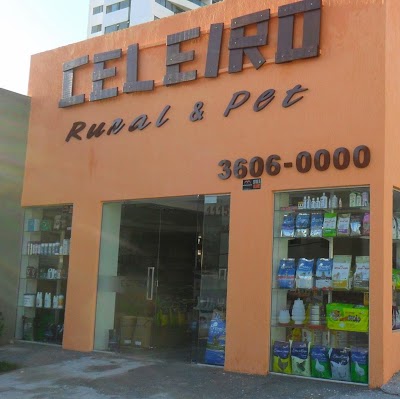 CELEIRO
Rural & Pet
3606-0000